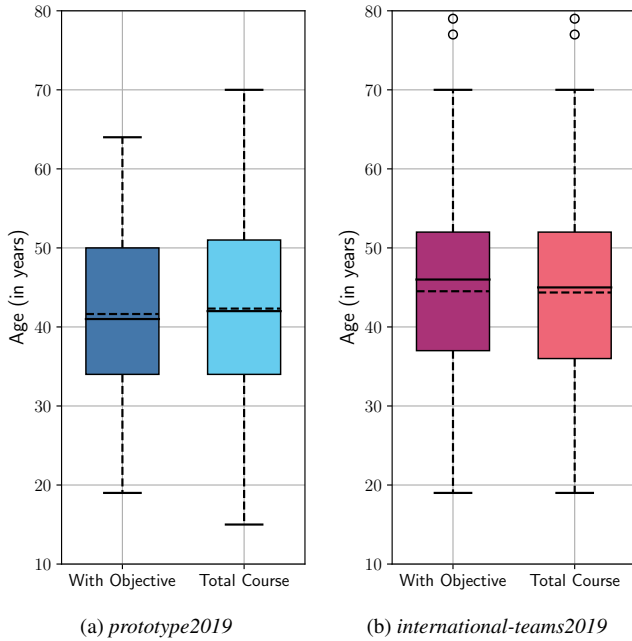 80
70
60
50
40
30
20
10
Age (in years)
With Objective
Total Course
(a) prototype2019
80
70
60
50
40
30
20
10
Age (in years)
With Objective
Total Course
(b) international-teams2019